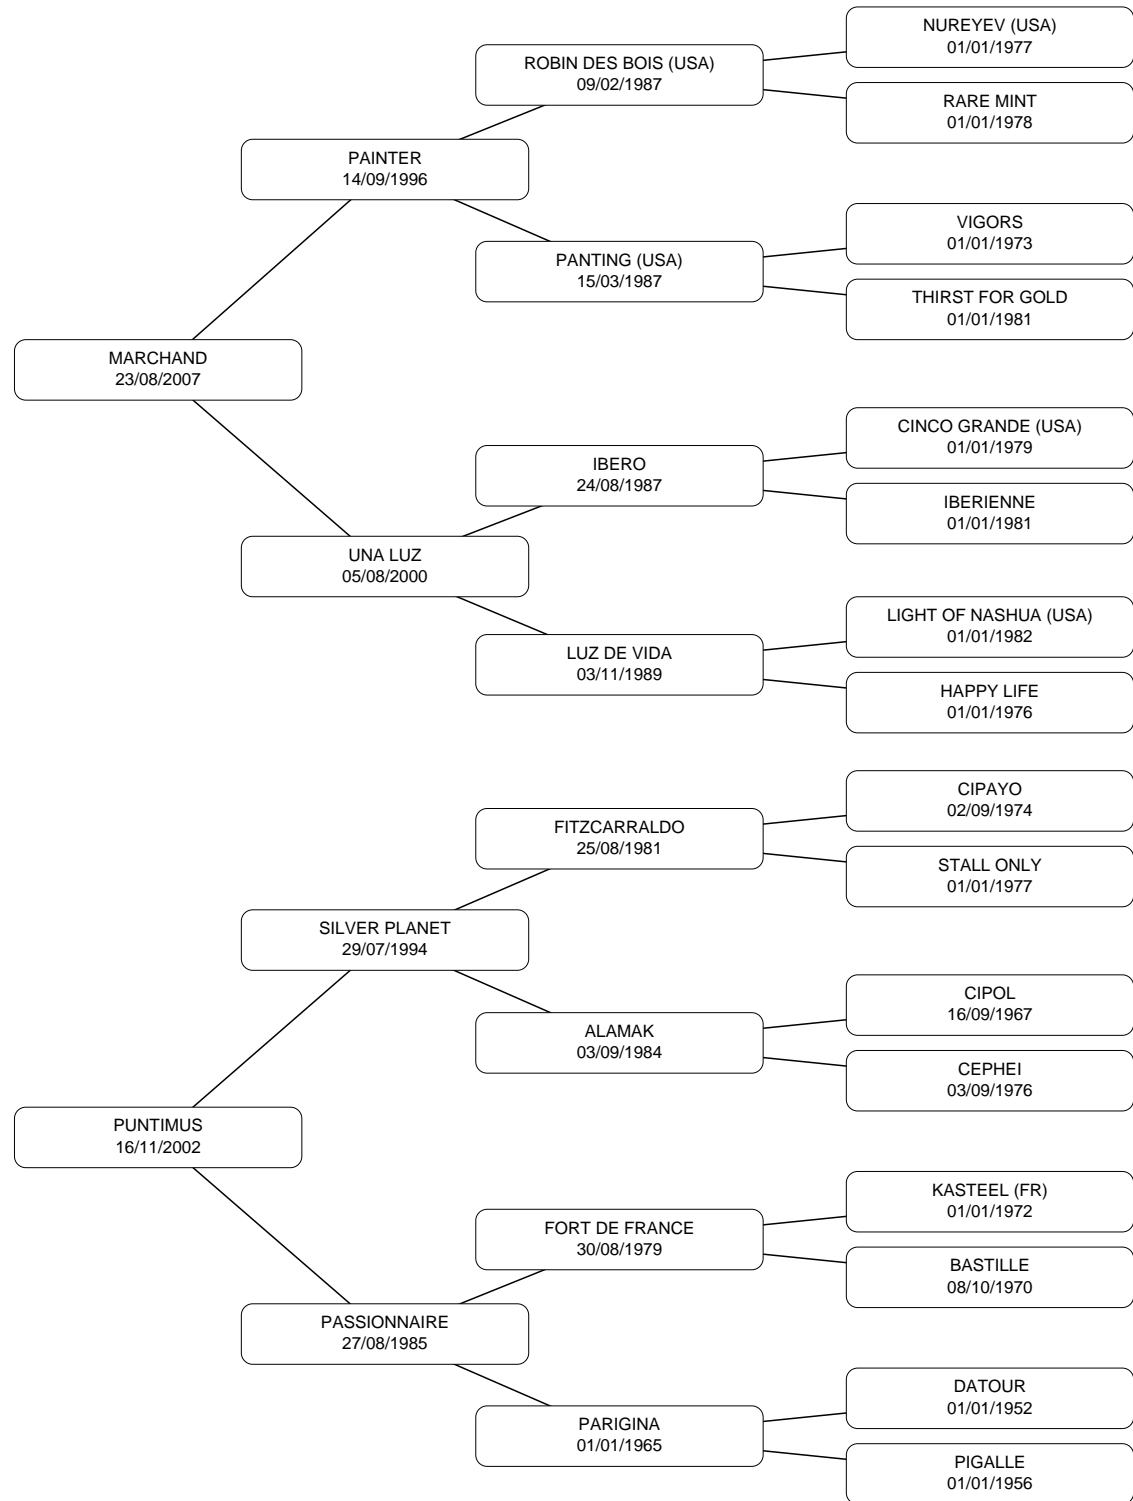 NUREYEV (USA)
01/01/1977
ROBIN DES BOIS (USA)
09/02/1987
RARE MINT
01/01/1978
PAINTER
14/09/1996
VIGORS
01/01/1973
PANTING (USA)
15/03/1987
THIRST FOR GOLD
01/01/1981
MARCHAND
23/08/2007
CINCO GRANDE (USA)
01/01/1979
IBERO
24/08/1987
IBERIENNE
01/01/1981
UNA LUZ
05/08/2000
LIGHT OF NASHUA (USA)
01/01/1982
LUZ DE VIDA
03/11/1989
HAPPY LIFE
01/01/1976
CIPAYO
02/09/1974
FITZCARRALDO
25/08/1981
STALL ONLY
01/01/1977
SILVER PLANET
29/07/1994
CIPOL
16/09/1967
ALAMAK
03/09/1984
CEPHEI
03/09/1976
PUNTIMUS
16/11/2002
KASTEEL (FR)
01/01/1972
FORT DE FRANCE
30/08/1979
BASTILLE
08/10/1970
PASSIONNAIRE
27/08/1985
DATOUR
01/01/1952
PARIGINA
01/01/1965
PIGALLE
01/01/1956